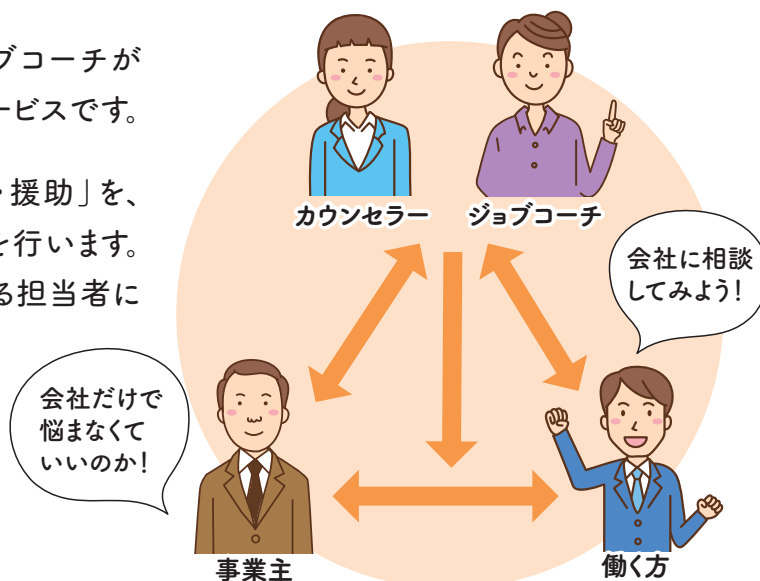 ブコーチが
ービスです。
援助」を、
を行います。
る担当者に
カウンセラー
ジョブコーチ
会社に相談
してみよう!
会社だけで
悩まなくて
いいのか!
事業主
働く方